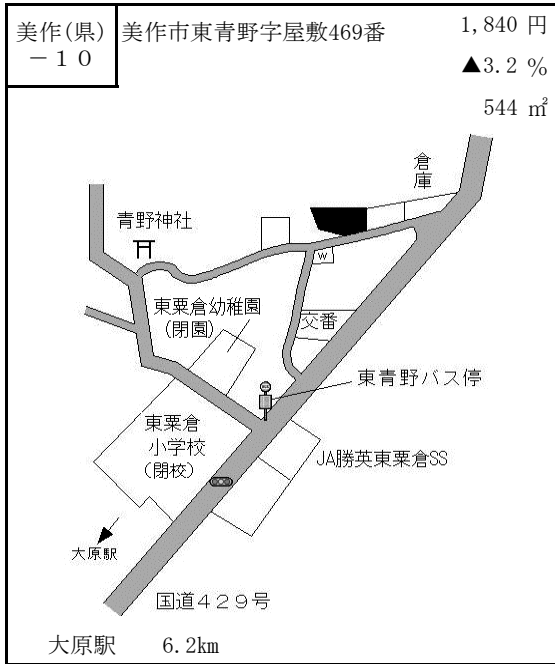 美作(県)
－１０
美作市東青野字屋敷469番
1,840 円
▲3.2 %
544 ㎡
倉庫
青野神社
W
東粟倉幼稚園
(閉園)
交番
東青野バス停
東粟倉
小学校
(閉校)
JA勝英東粟倉SS
大原駅
国道４２９号
大原駅 6.2km